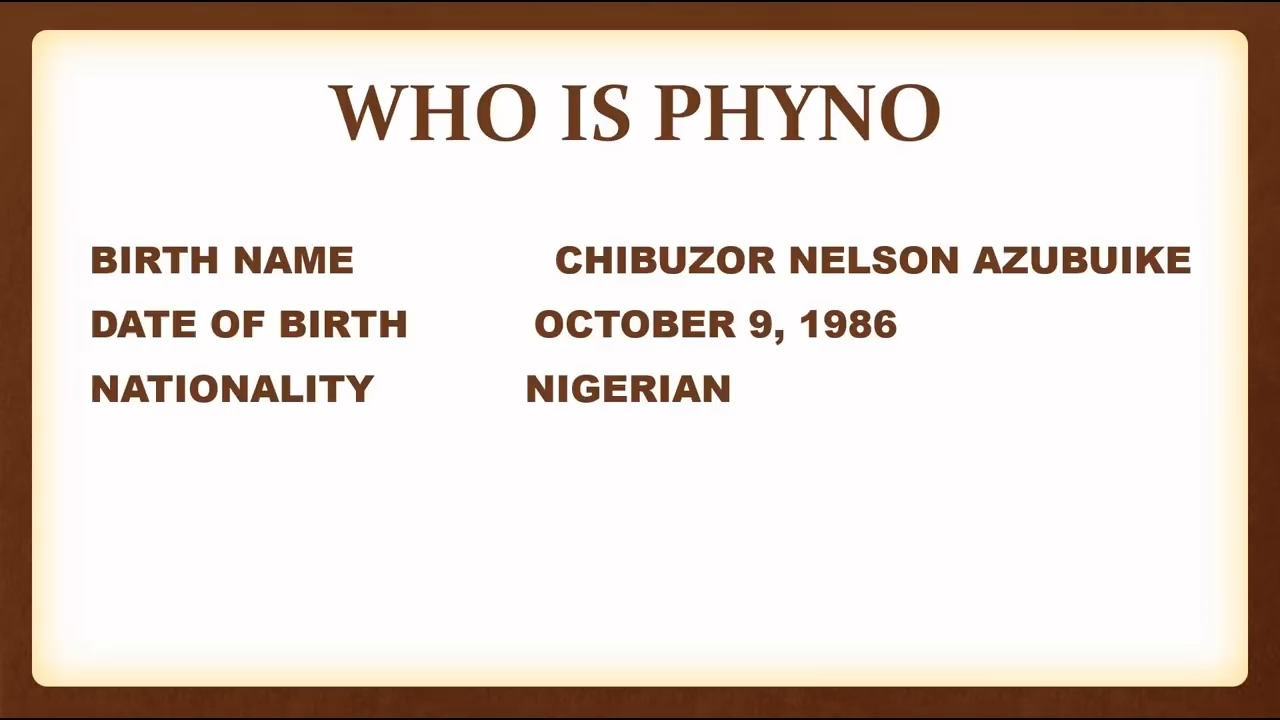 WHO IS PHYNO
BIRTH NAME CHIBUZOR NELSON AZUBUIKE
DATE OF BIRTH OCTOBER 9, 1986
NATIONALITY NIGERIAN